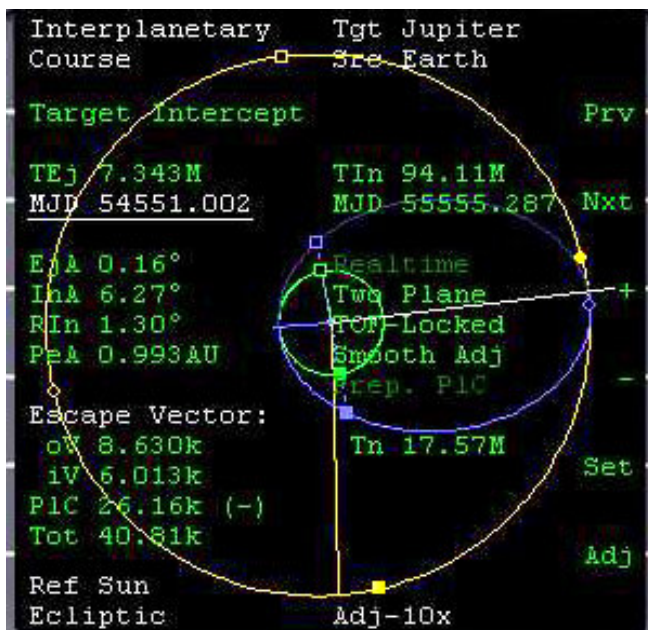 Interplanetary Tgt Jupiter
Course Src Earth
Target Intercept Prv
TEj 7.343M TIn 94.11M
MJD 54551.002 MJD 55555.287 Nxt
EjA 0.16° Realtime
InA 6.27° Two Plane +
RIn 1.30° TOF-Locked
PeA 0.993AU Smooth Adj
Prep. PlC -
Escape Vector:
oV 8.630k Tn 17.57M
iV 6.013k Set
PlC 26.16k (-)
Tot 40.81k Adj
Ref Sun
Ecliptic Adj-10x